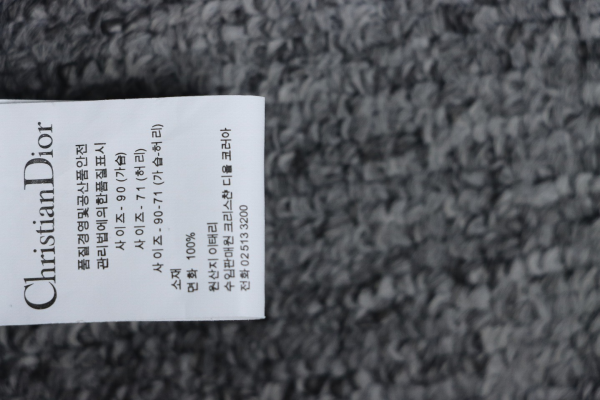 ChristianDior
품질경영및공산품안전
관리법에의한품질표시
사이즈-90 (가슴)
사이즈-71 (허리)
사이즈-90-71 (가슴-허리)
소재
면화 100%
원산지 이태리
수입판매원 크리스챤 디올 코리아
전화 02 513 3200